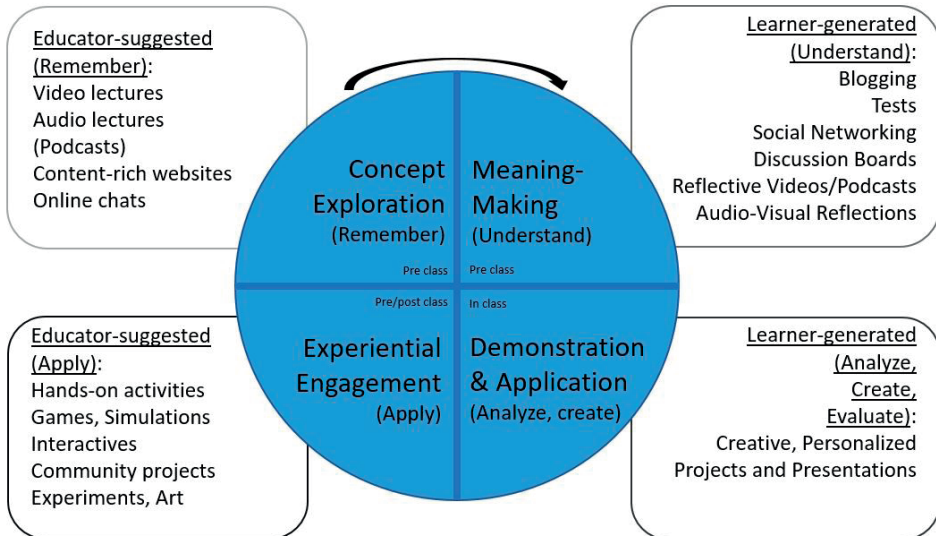 Educator-suggested
(Remember):
Video lectures
Audio lectures
(Podcasts)
Content-rich websites
Online chats
Learner-generated
(Understand):
Blogging
Tests
Social Networking
Discussion Boards
Reflective Videos/Podcasts
Audio-Visual Reflections
Concept
Exploration
(Remember)
Pre class
Meaning-
Making
(Understand)
Pre class
Pre/post class
Experiential
Engagement
(Apply)
In class
Demonstration
& Application
(Analyze, create)
Educator-suggested
(Apply):
Hands-on activities
Games, Simulations
Interactives
Community projects
Experiments, Art
Learner-generated
(Analyze,
Create,
Evaluate):
Creative, Personalized
Projects and Presentations